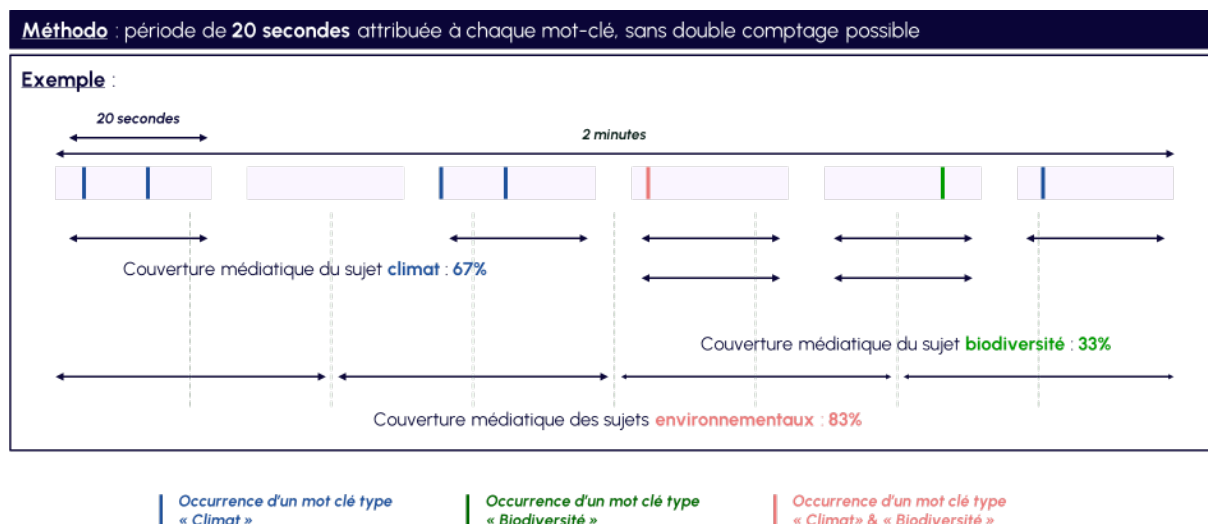 Méthodo : période de 20 secondes attribuée à chaque mot-clé, sans double comptage possible
Exemple :
20 secondes
2 minutes
Couverture médiatique du sujet climat : 67%
Couverture médiatique du sujet biodiversité : 33%
Couverture médiatique des sujets environnementaux : 83%
Occurrence d'un mot clé type
« Climat »
Occurrence d'un mot clé type
« Biodiversité »
Occurrence d'un mot clé type
« Climat» & « Biodiversité »